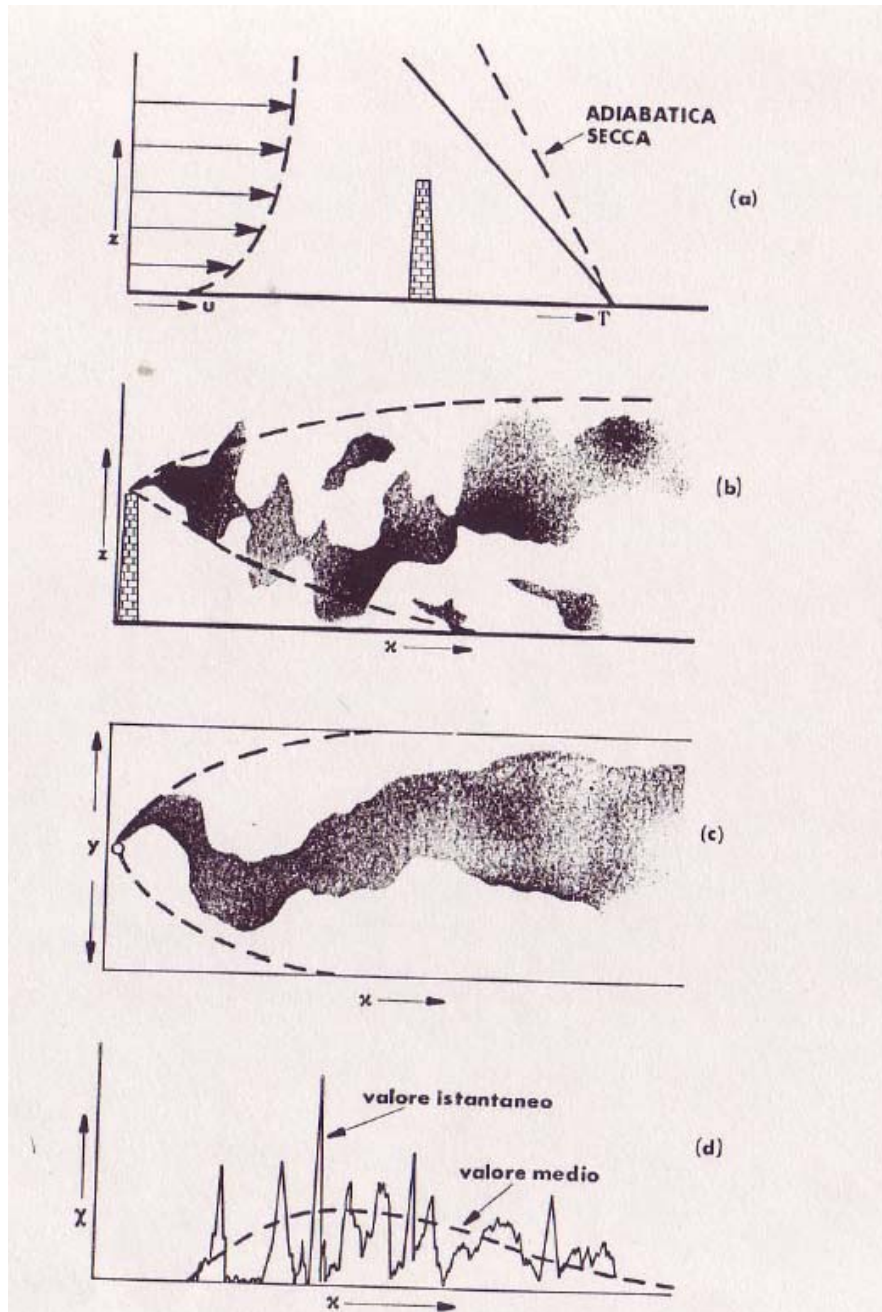 ADIABATICA
SECCA
(a)
z
u
T
(b)
z
x
(c)
y
x
valore istantaneo
(d)
valore medio
χ
x